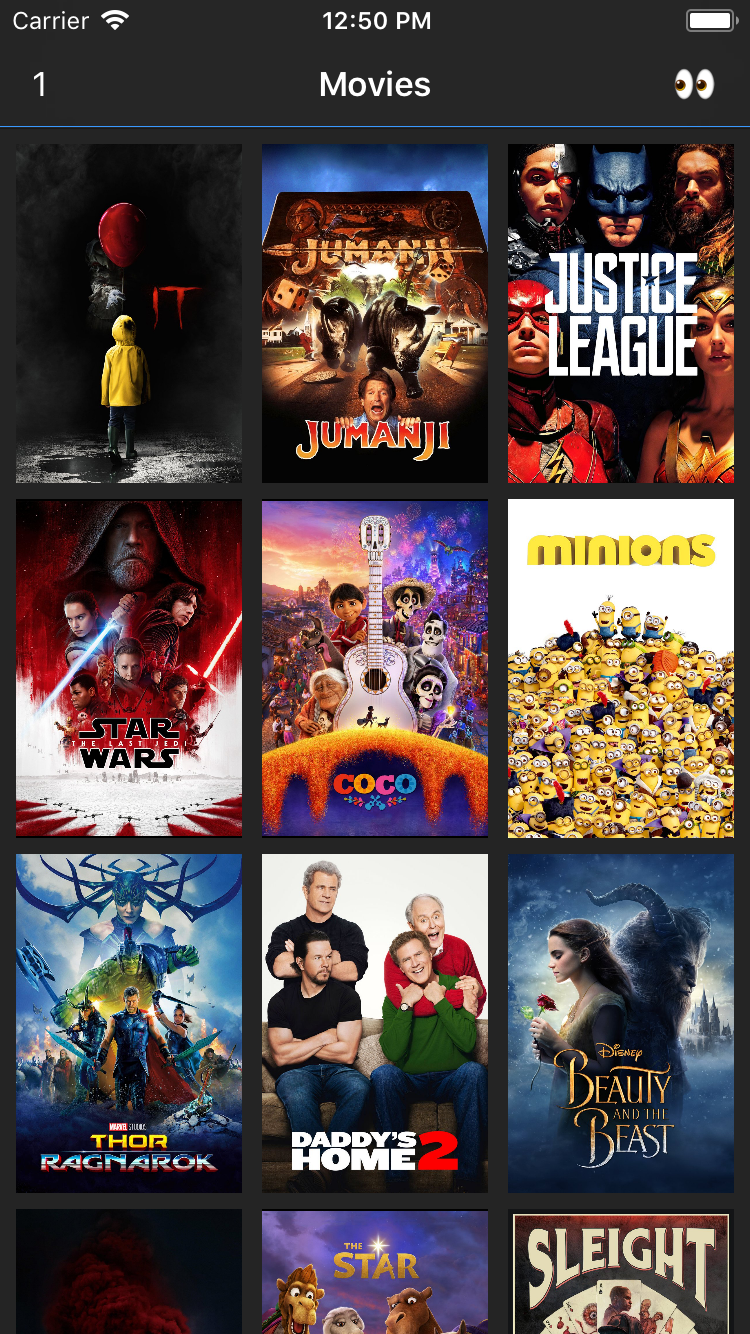 Carrier 12:50 PM
1 Movies
IT
JUMANJI
JUMANJI
JUSTICE
LEAGUE
STAR
THE LAST JEDI
WARS
COCO
minions
MARVEL STUDIOS
THOR
RAGNAROK
DADDY'S
HOME 2
Disney
BEAUTY
AND THE
BEAST
THE
STAR
SLEIGHT